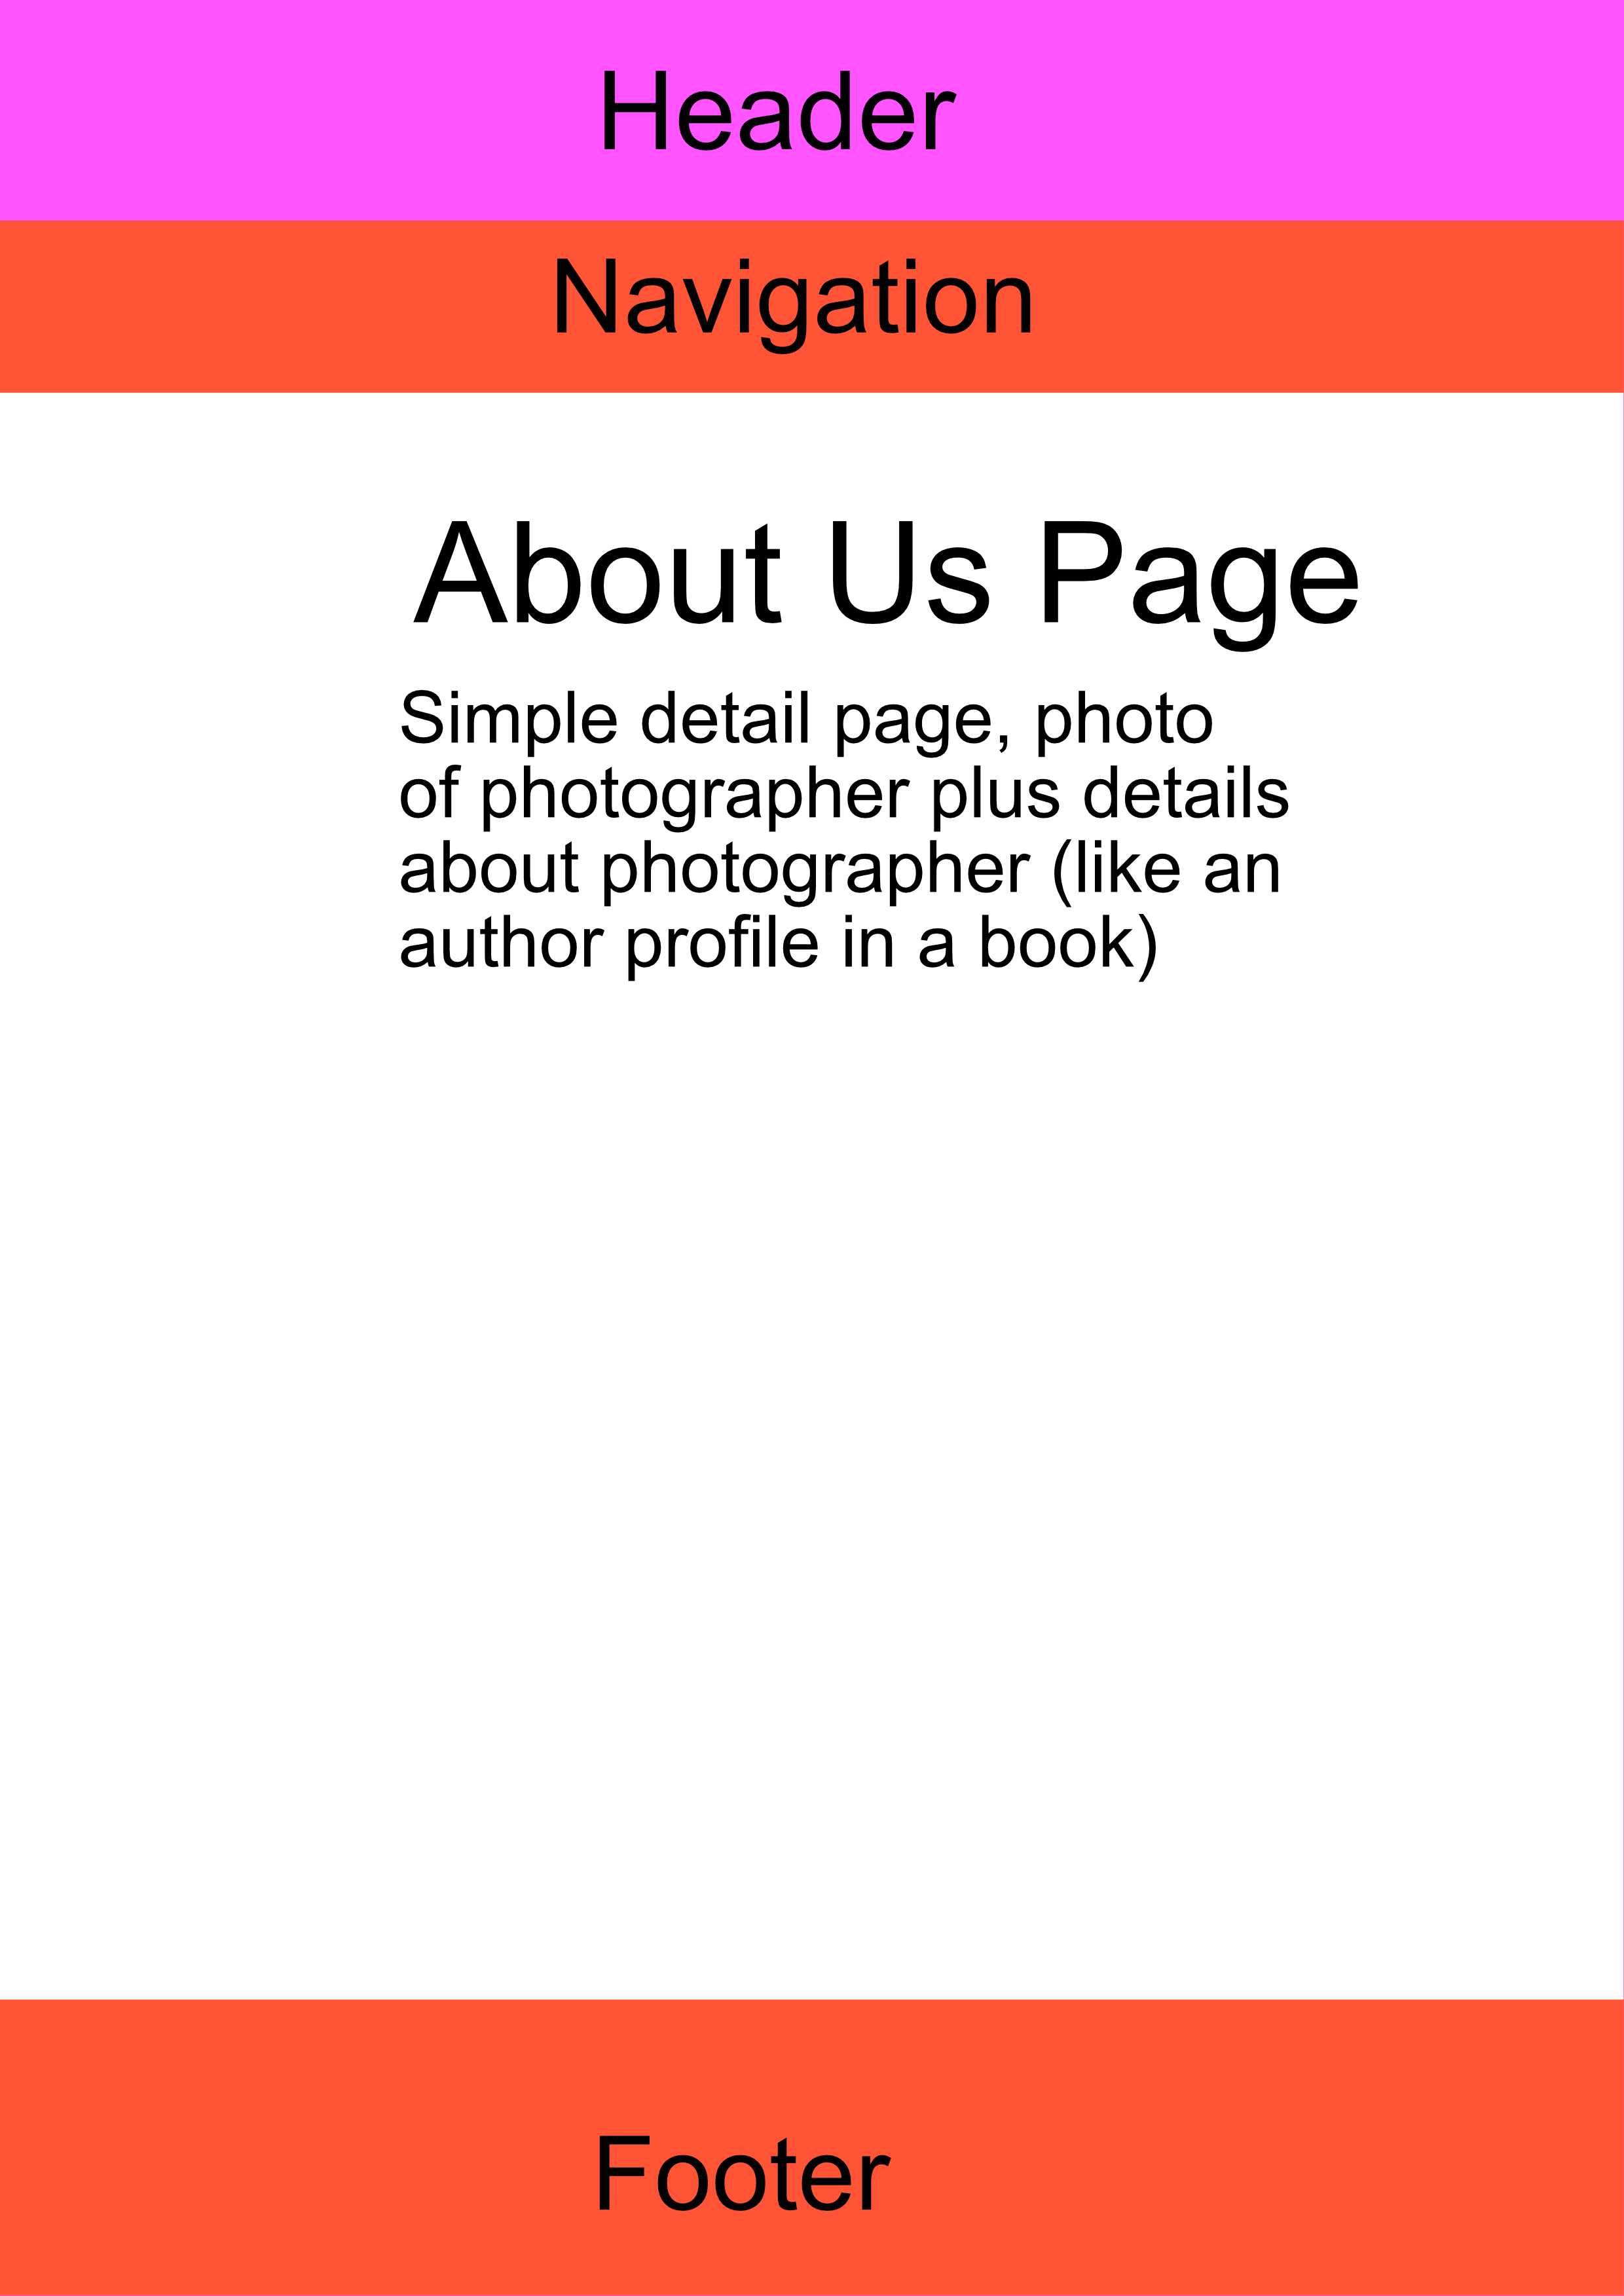 Header
Navigation
About Us Page
Simple detail page, photo
of photographer plus details
about photographer (like an
author profile in a book)
Footer